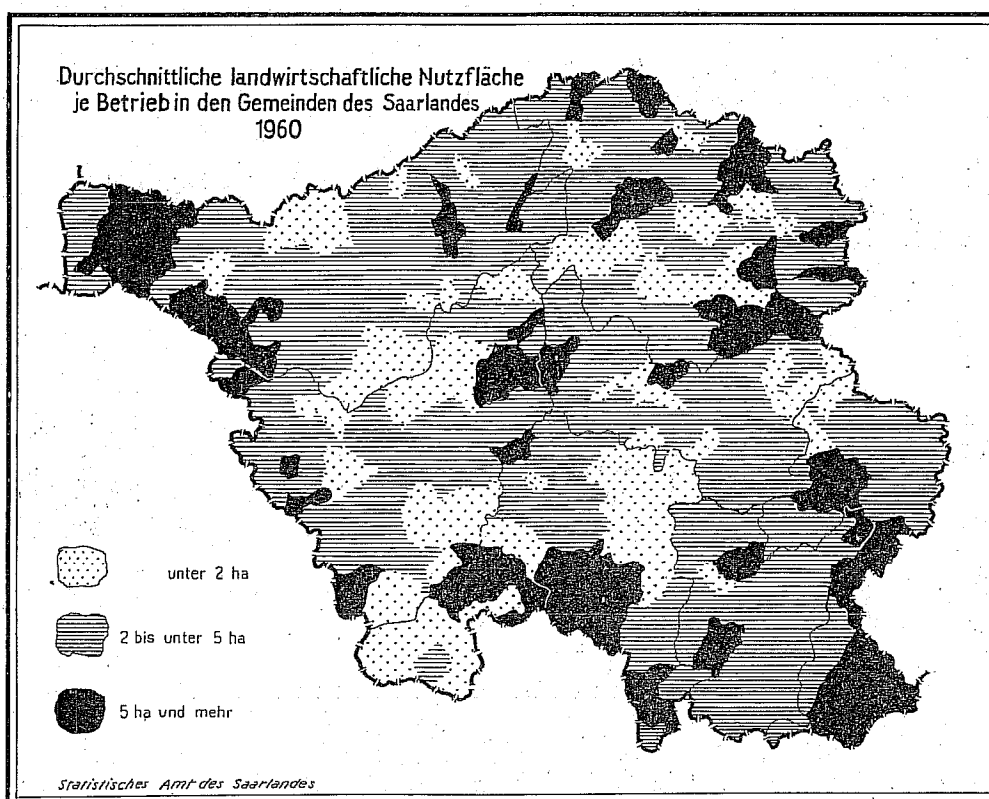 Durchschnittliche landwirtschaftliche Nutzfläche
je Betrieb in den Gemeinden des Saarlandes
1960
unter 2 ha
2 bis unter 5 ha
5 ha und mehr
Statistisches Amt des Saarlandes